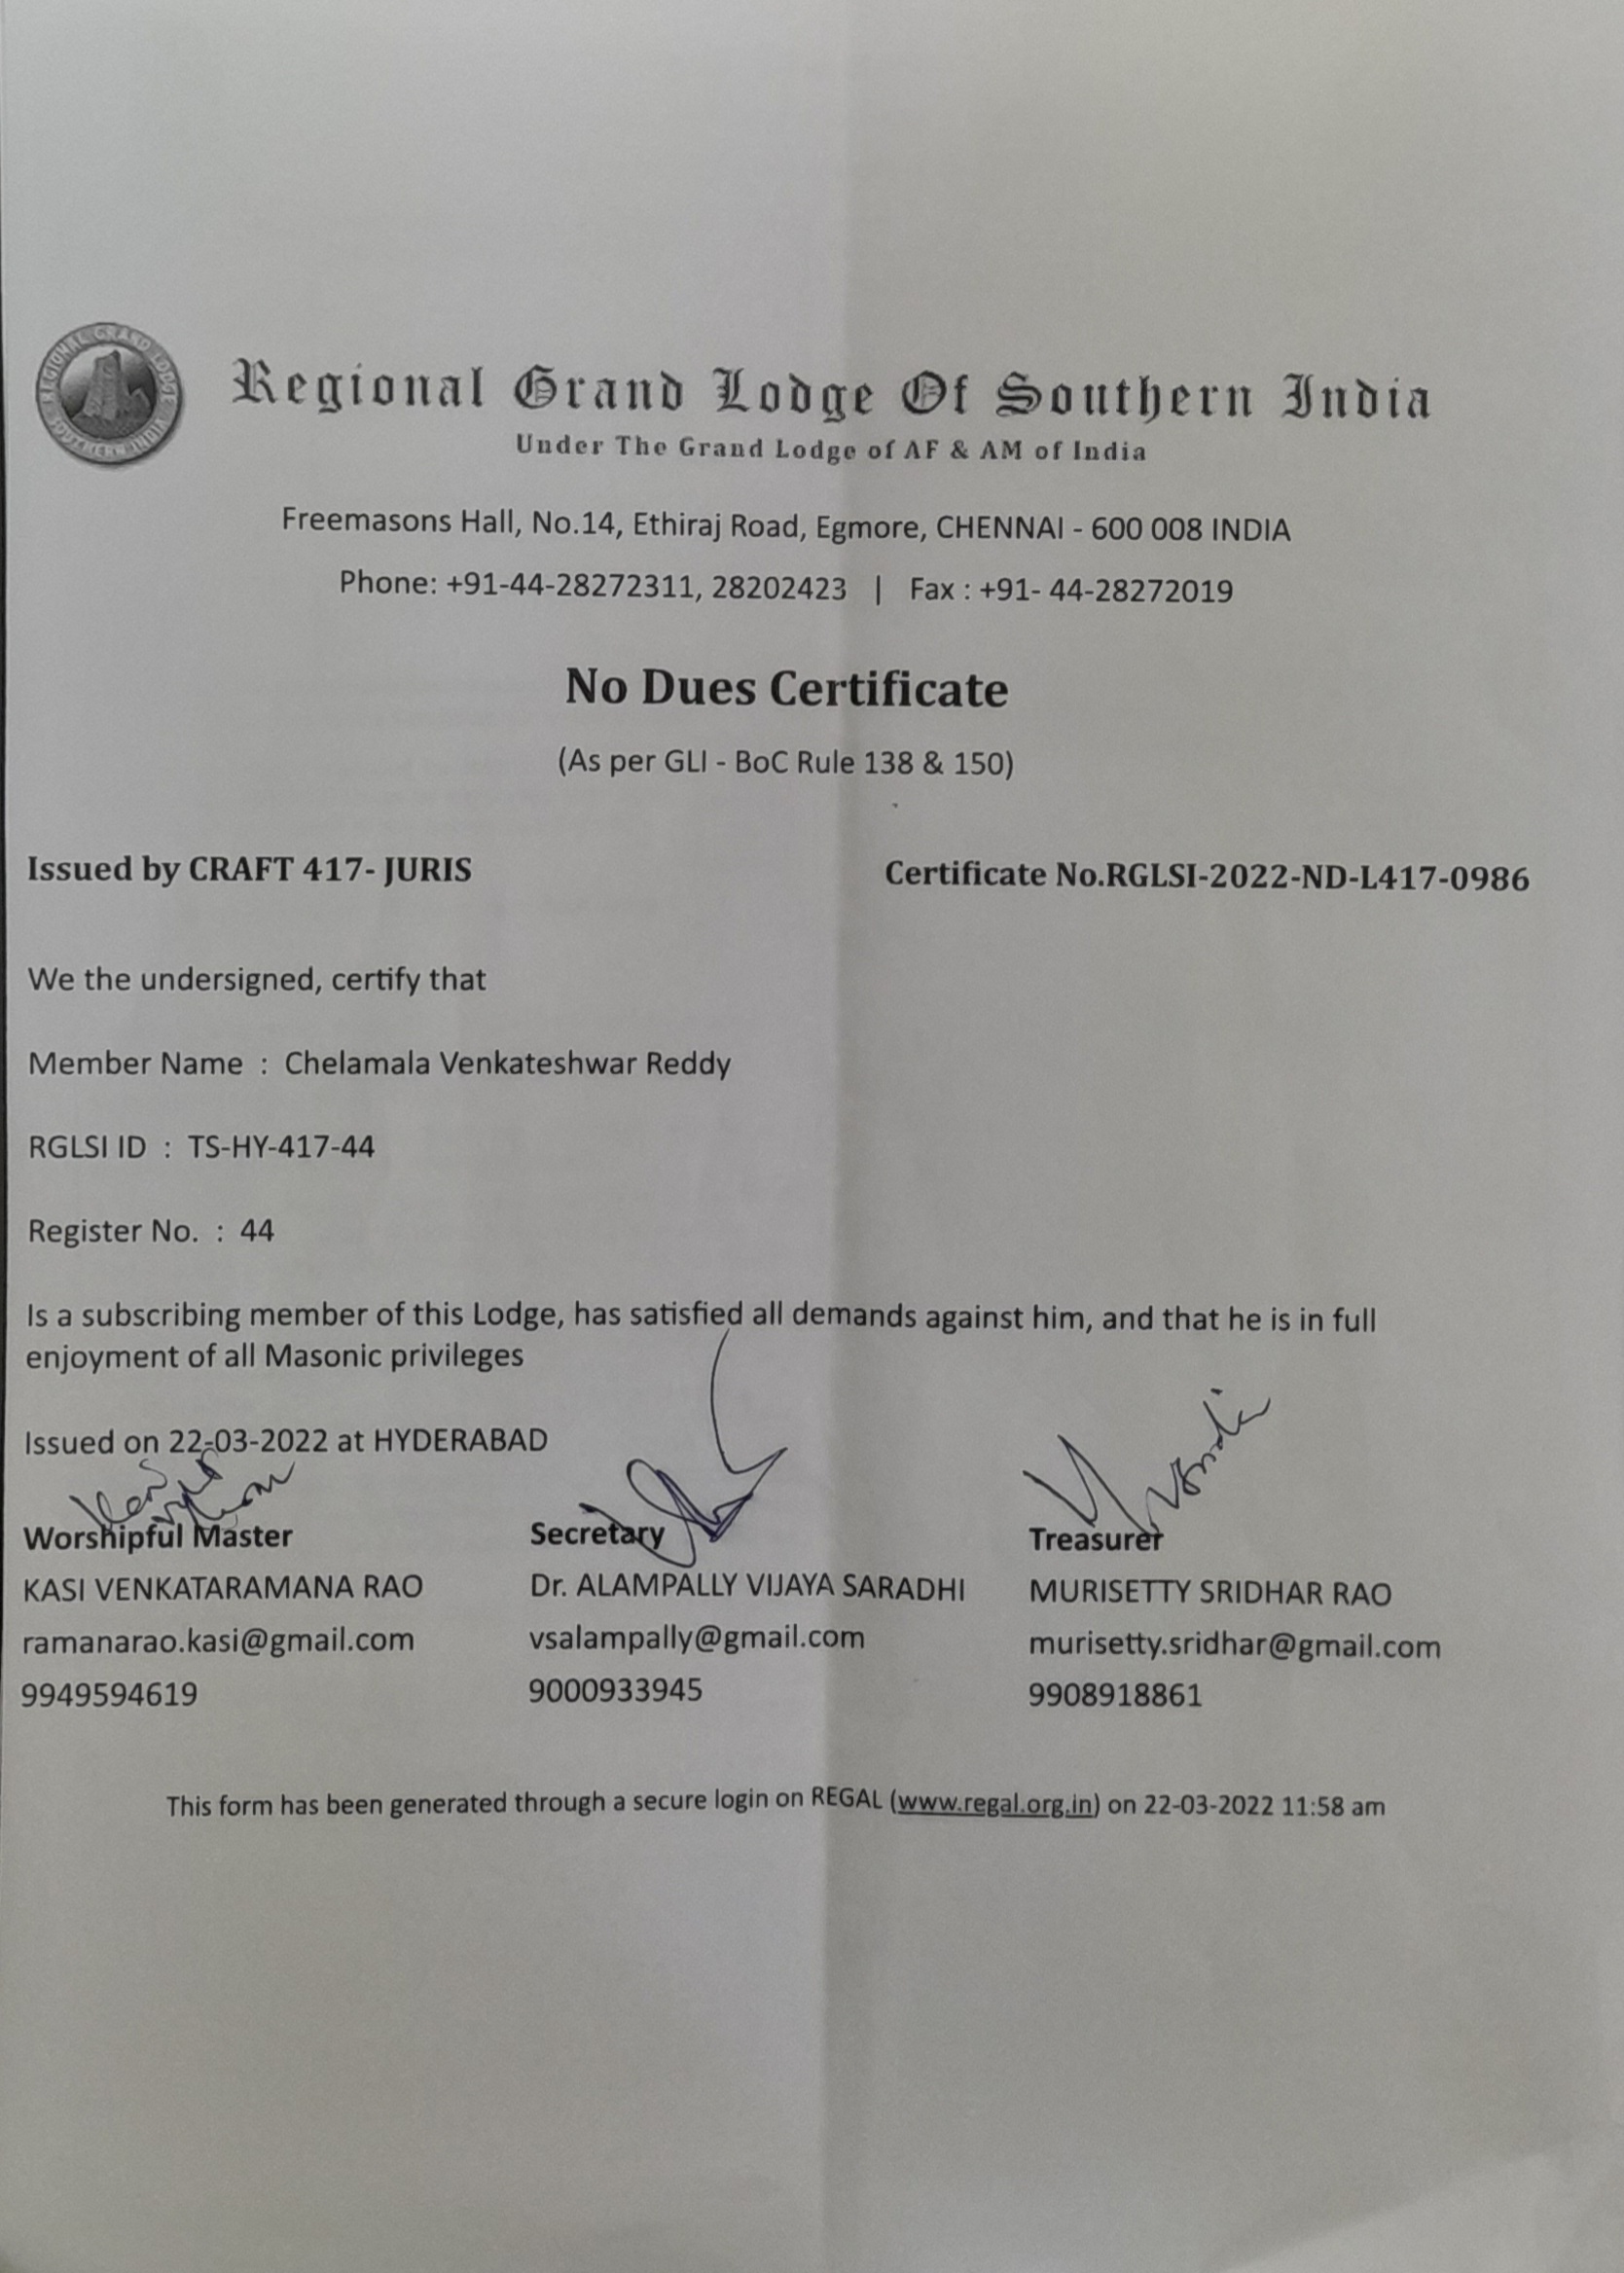 REGIONAL GRAND LODGE
SOUTHERN INDIA
Regional Grand Lodge Of Southern India
Under The Grand Lodge of AF & AM of India
Freemasons Hall, No.14, Ethiraj Road, Egmore, CHENNAI - 600 008 INDIA
Phone: +91-44-28272311, 28202423 | Fax : +91- 44-28272019
No Dues Certificate
(As per GLI - BoC Rule 138 & 150)
Issued by CRAFT 417- JURIS Certificate No.RGLSI-2022-ND-L417-0986
We the undersigned, certify that
Member Name : Chelamala Venkateshwar Reddy
RGLSI ID : TS-HY-417-44
Register No. : 44
Is a subscribing member of this Lodge, has satisfied all demands against him, and that he is in full
enjoyment of all Masonic privileges
Issued on 22-03-2022 at HYDERABAD
Worshipful Master Secretary Treasurer
KASI VENKATARAMANA RAO Dr. ALAMPALLY VIJAYA SARADHI MURISETTY SRIDHAR RAO
ramanarao.kasi@gmail.com vsalampally@gmail.com murisetty.sridhar@gmail.com
9949594619 9000933945 9908918861
This form has been generated through a secure login on REGAL (www.regal.org.in) on 22-03-2022 11:58 am